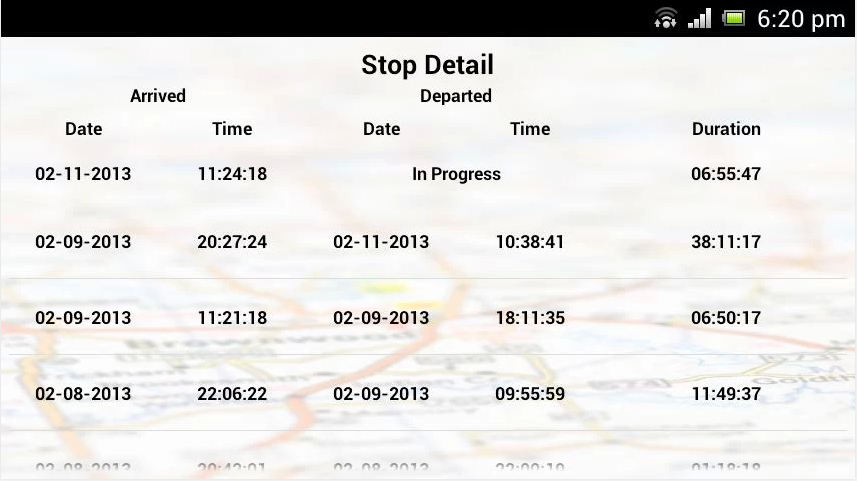 6:20 pm
Stop Detail
Arrived Departed
Date Time Date Time Duration
02-11-2013 11:24:18 In Progress 06:55:47
02-09-2013 20:27:24 02-11-2013 10:38:41 38:11:17
02-09-2013 11:21:18 02-09-2013 18:11:35 06:50:17
02-08-2013 22:06:22 02-09-2013 09:55:59 11:49:37